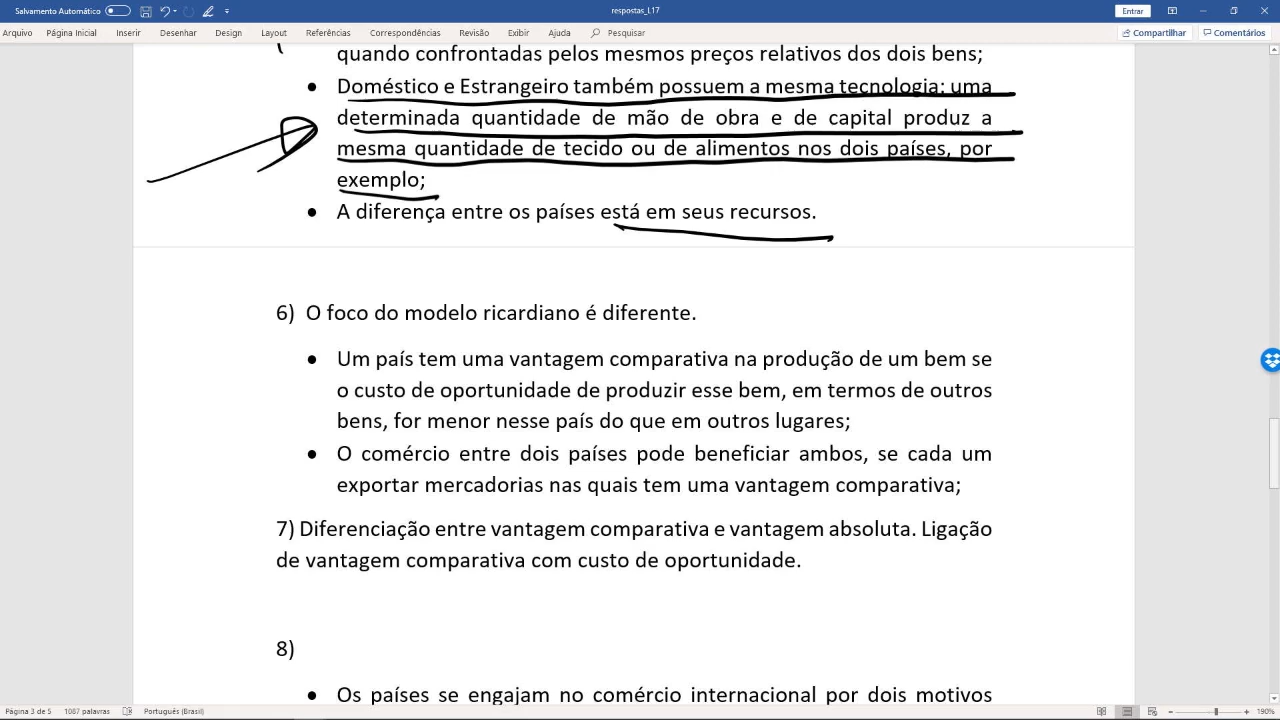 Salvamento Automático
respostas_L17
Entrar
Arquivo Página Inicial Inserir Desenhar Design Layout Referências Correspondências Revisão Exibir Ajuda Pesquisar
Compartilhar Comentários
quando confrontadas pelos mesmos preços relativos dos dois bens;
• Doméstico e Estrangeiro também possuem a mesma tecnologia: uma
determinada quantidade de mão de obra e de capital produz a
mesma quantidade de tecido ou de alimentos nos dois países, por
exemplo;
• A diferença entre os países está em seus recursos.
6) O foco do modelo ricardiano é diferente.
• Um país tem uma vantagem comparativa na produção de um bem se
o custo de oportunidade de produzir esse bem, em termos de outros
bens, for menor nesse país do que em outros lugares;
• O comércio entre dois países pode beneficiar ambos, se cada um
exportar mercadorias nas quais tem uma vantagem comparativa;
7) Diferenciação entre vantagem comparativa e vantagem absoluta. Ligação
de vantagem comparativa com custo de oportunidade.
8)
• Os países se engajam no comércio internacional por dois motivos
Página 3 de 5 1087 palavras Português (Brasil) 190%